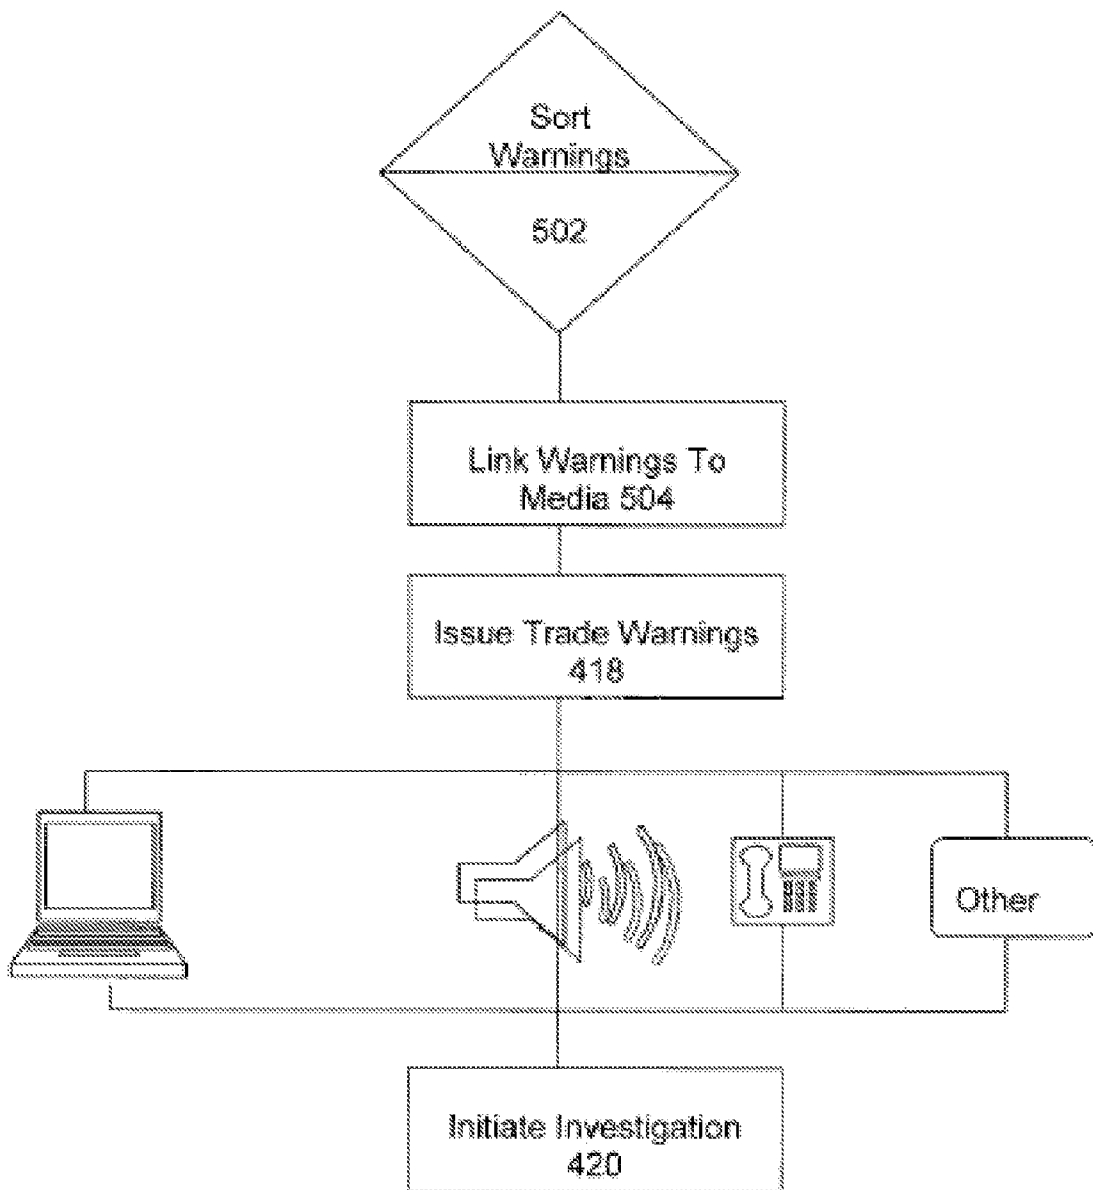 Sort
Warnings
502
Link Warnings To
Media 504
Issue Trade Warnings
418
Other
Initiate Investigation
420